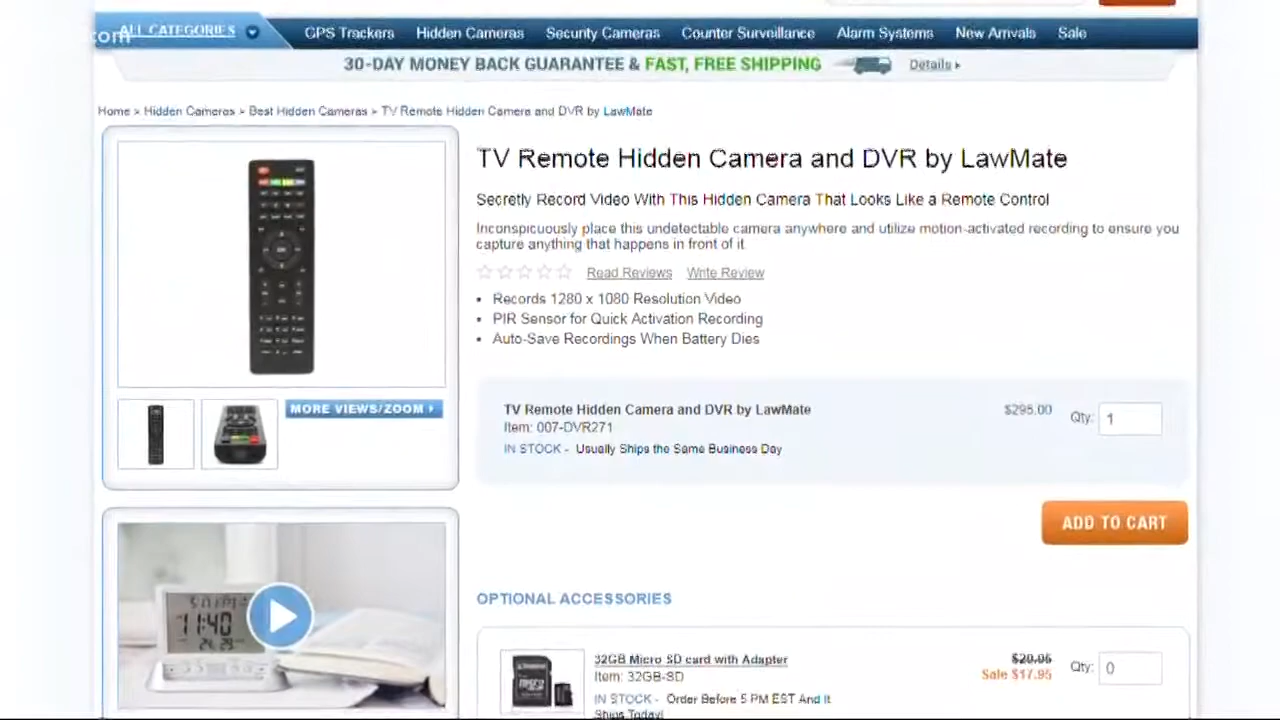 .com
ALL CATEGORIES
GPS Trackers Hidden Cameras Security Cameras Counter Surveillance Alarm Systems New Arrivals Sale
30-DAY MONEY BACK GUARANTEE & FAST, FREE SHIPPING Details
Home > Hidden Cameras > Best Hidden Cameras > TV Remote Hidden Camera and DVR by LawMate
TV Remote Hidden Camera and DVR by LawMate
Secretly Record Video With This Hidden Camera That Looks Like a Remote Control
Inconspicuously place this undetectable camera anywhere and utilize motion-activated recording to ensure you
capture anything that happens in front of it
Read Reviews Write Review
• Records 1280 x 1080 Resolution Video
• PIR Sensor for Quick Activation Recording
• Auto-Save Recordings When Battery Dies
MORE VIEWS/ZOOM
TV Remote Hidden Camera and DVR by LawMate $295.00 Qty: 1
Item: 007-DVR271
IN STOCK - Usually Ships the Same Business Day
ADD TO CART
11:40
OPTIONAL ACCESSORIES
32GB Micro SD card with Adapter $20.95
Item: 32GB-SD Sale $17.95 Qty: 0
IN STOCK - Order Before 5 PM EST And It
Ships Today!